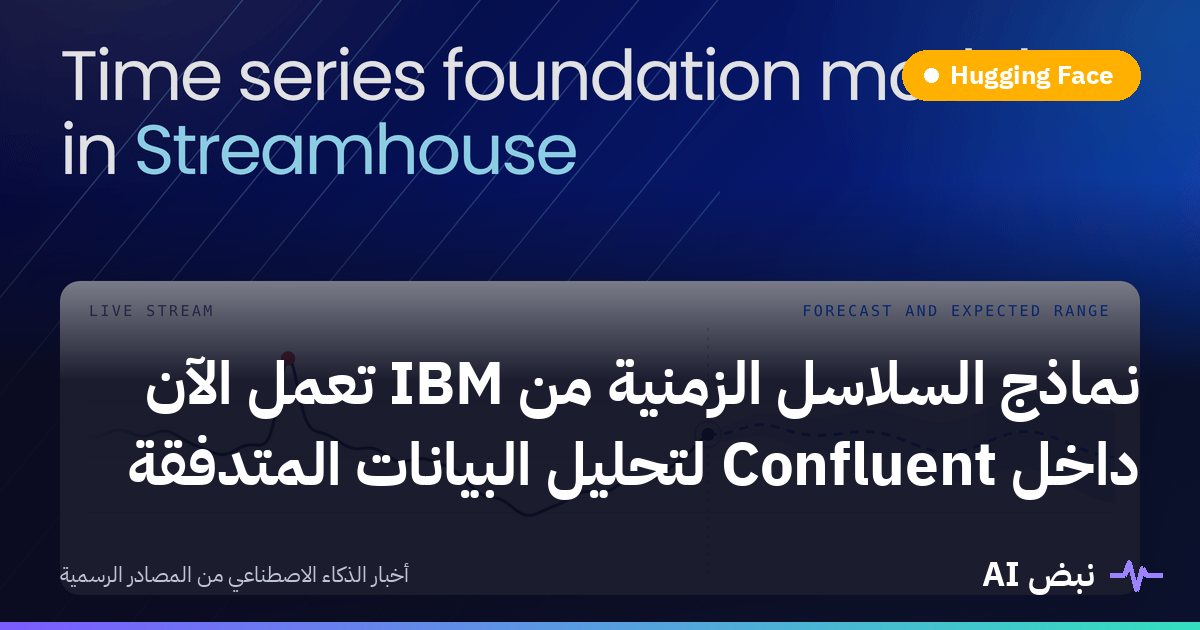 Time series foundation
in Streamhouse
Hugging Face
LIVE STREAM
FORECAST AND EXPECTED RANGE
نماذج السلاسل الزمنية من IBM تعمل الآن
داخل Confluent لتحليل البيانات المتدفقة
أخبار الذكاء الاصطناعي من المصادر الرسمية
نبض AI